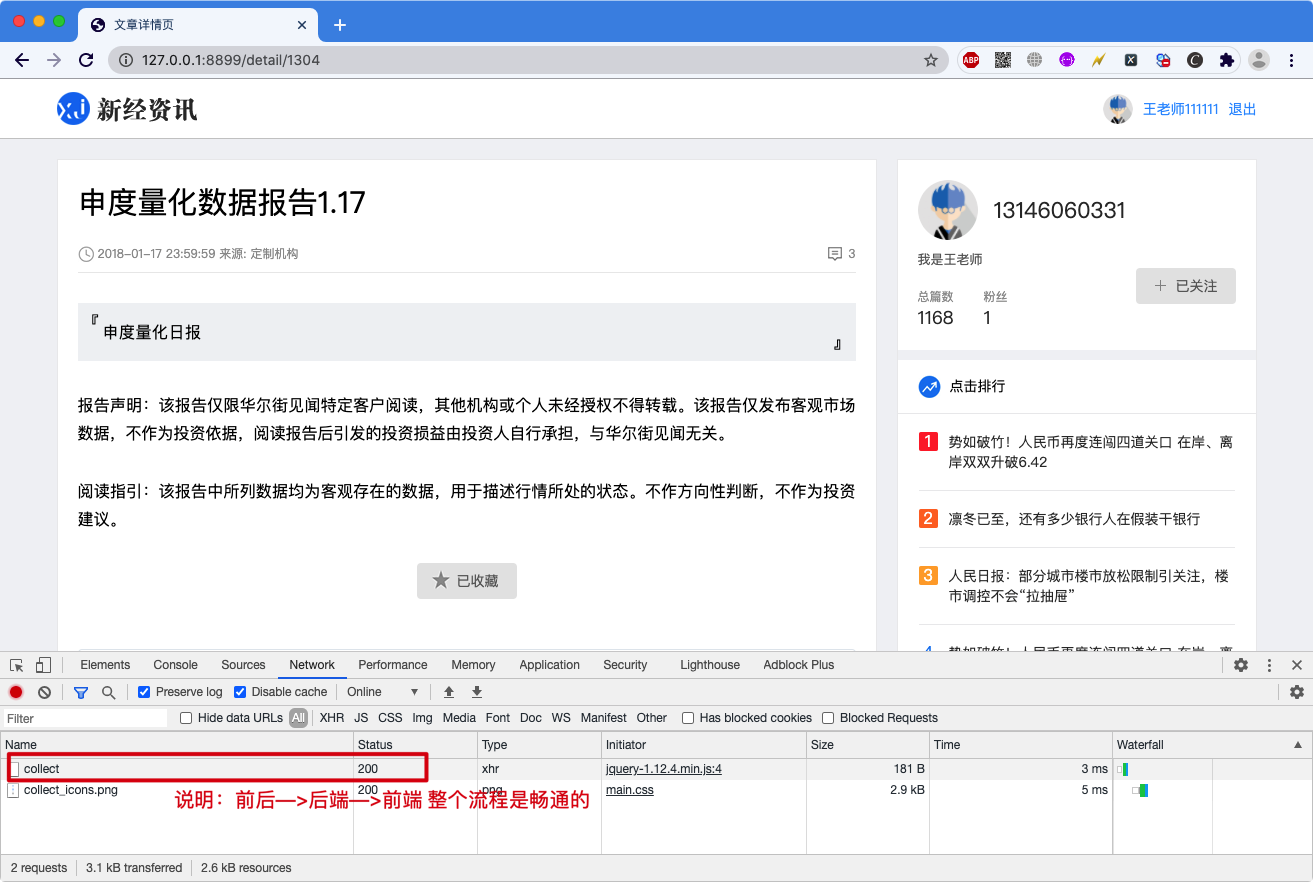 文章详情页
127.0.0.1:8899/detail/1304
ABP
新经资讯
王老师111111 退出
申度量化数据报告1.17
2018-01-17 23:59:59 来源: 定制机构
3
『
申度量化日报
』
报告声明：该报告仅限华尔街见闻特定客户阅读，其他机构或个人未经授权不得转载。该报告仅发布客观市场
数据，不作为投资依据，阅读报告后引发的投资损益由投资人自行承担，与华尔街见闻无关。
阅读指引：该报告中所列数据均为客观存在的数据，用于描述行情所处的状态。不作方向性判断，不作为投资
建议。
已收藏
13146060331
我是王老师
总篇数 粉丝
1168 1
已关注
点击排行
1 势如破竹！人民币再度连闯四道关口 在岸、离
岸双双升破6.42
2 凛冬已至，还有多少银行人在假装干银行
3 人民日报：部分城市楼市放松限制引关注，楼
市调控不会“拉抽屉”
4 势如破竹！人民币再度连闯四道关口 在岸、离
Elements Console Sources Network Performance Memory Application Security Lighthouse Adblock Plus
Preserve log Disable cache Online
Filter Hide data URLs All XHR JS CSS Img Media Font Doc WS Manifest Other Has blocked cookies Blocked Requests
Name Status Type Initiator Size Time Waterfall
collect 200 xhr jquery-1.12.4.min.js:4 181 B 3 ms
collect_icons.png 200 png main.css 2.9 kB 5 ms
说明：前后—>后端—>前端 整个流程是畅通的
2 requests 3.1 kB transferred 2.6 kB resources